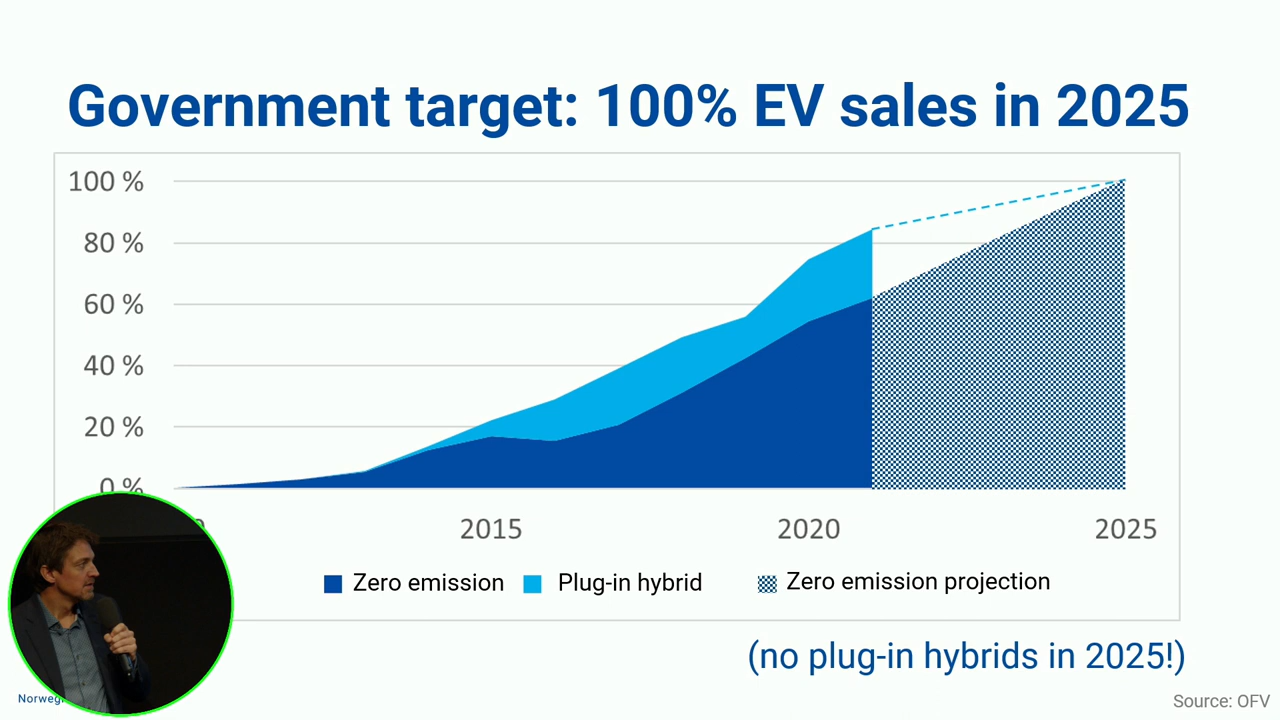 Government target: 100% EV sales in 2025
100 %
80 %
60 %
40 %
20 %
0 %
2015 2020 2025
Zero emission Plug-in hybrid Zero emission projection
(no plug-in hybrids in 2025!)
Source: OFV